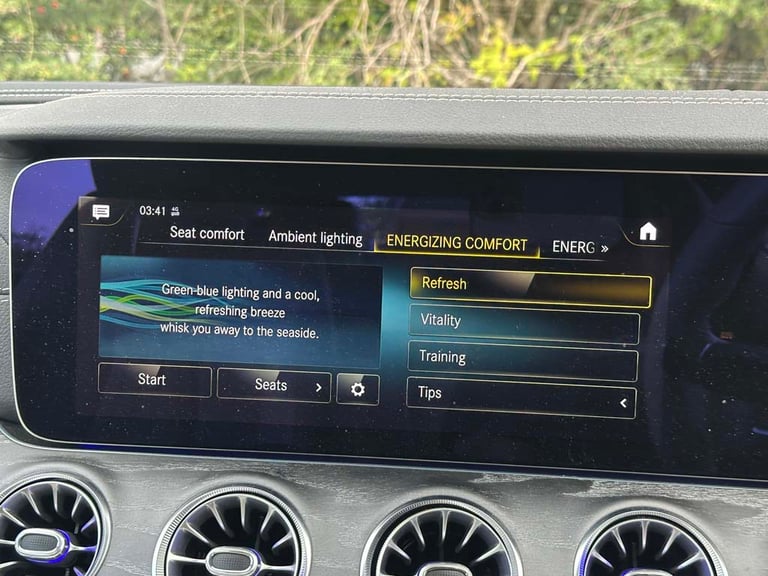 03:41 4G
Seat comfort Ambient lighting ENERGIZING COMFORT ENERG »
Green-blue lighting and a cool,
refreshing breeze
whisk you away to the seaside.
Start Seats >
Refresh
Vitality
Training
Tips <